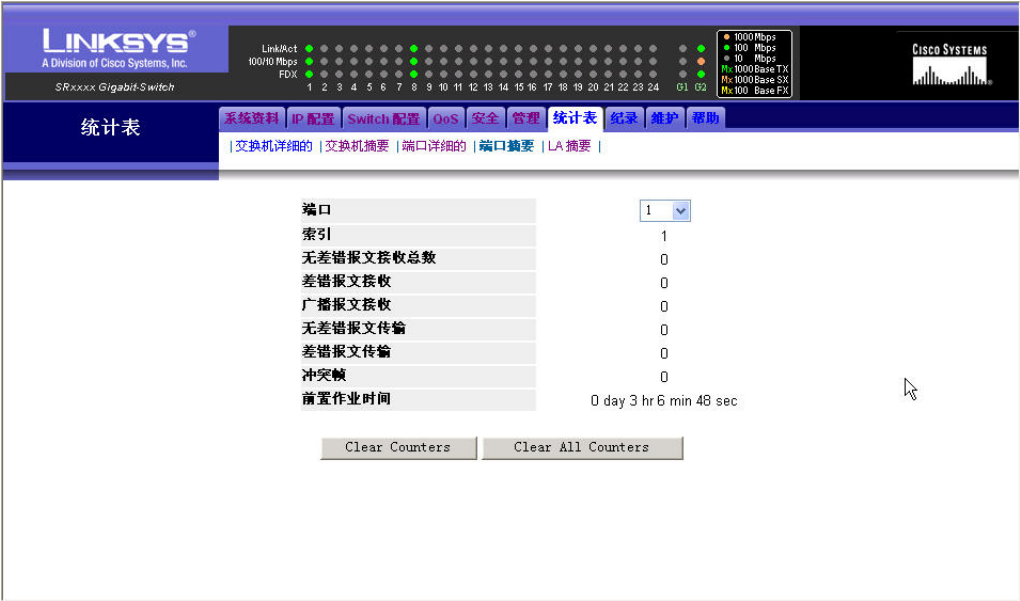 LINKSYS®
A Division of Cisco Systems, Inc.
SRxxxx Gigabit-Switch
Link/Act
100/10 Mbps
FDX
1 2 3 4 5 6 7 8 9 10 11 12 13 14 15 16 17 18 19 20 21 22 23 24 G1 G2
1000Mbps
100 Mbps
10 Mbps
Mx1000Base TX
Mx1000Base SX
Mx100 Base FX
CISCO SYSTEMS
统计表
系统资料 IP 配置 Switch 配置 QoS 安全 管理 统计表 纪录 维护 帮助
|交换机详细的 |交换机摘要 |端口详细的 |端口摘要 |LA 摘要 |
端口 1
索引 1
无差错报文接收总数 0
差错报文接收 0
广播报文接收 0
无差错报文传输 0
差错报文传输 0
冲突帧 0
前置作业时间 0 day 3 hr 6 min 48 sec
Clear Counters Clear All Counters